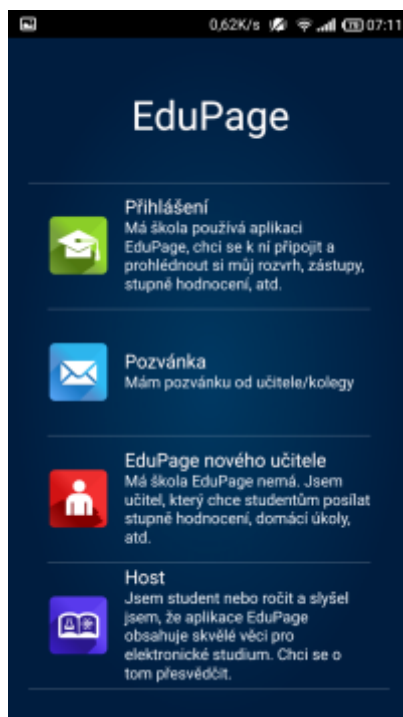 0,62K/s 78 07:11
EduPage
Přihlášení
Má škola používá aplikaci
EduPage, chci se k ní připojit a
prohlédnout si můj rozvrh, zástupy,
stupně hodnocení, atd.
Pozvánka
Mám pozvánku od učitele/kolegy
EduPage nového učitele
Má škola EduPage nemá. Jsem
učitel, který chce studentům posílat
stupně hodnocení, domácí úkoly,
atd.
Host
Jsem student nebo ročit a slyšel
jsem, že aplikace EduPage
obsahuje skvělé věci pro
elektronické studium. Chci se o
tom přesvědčit.